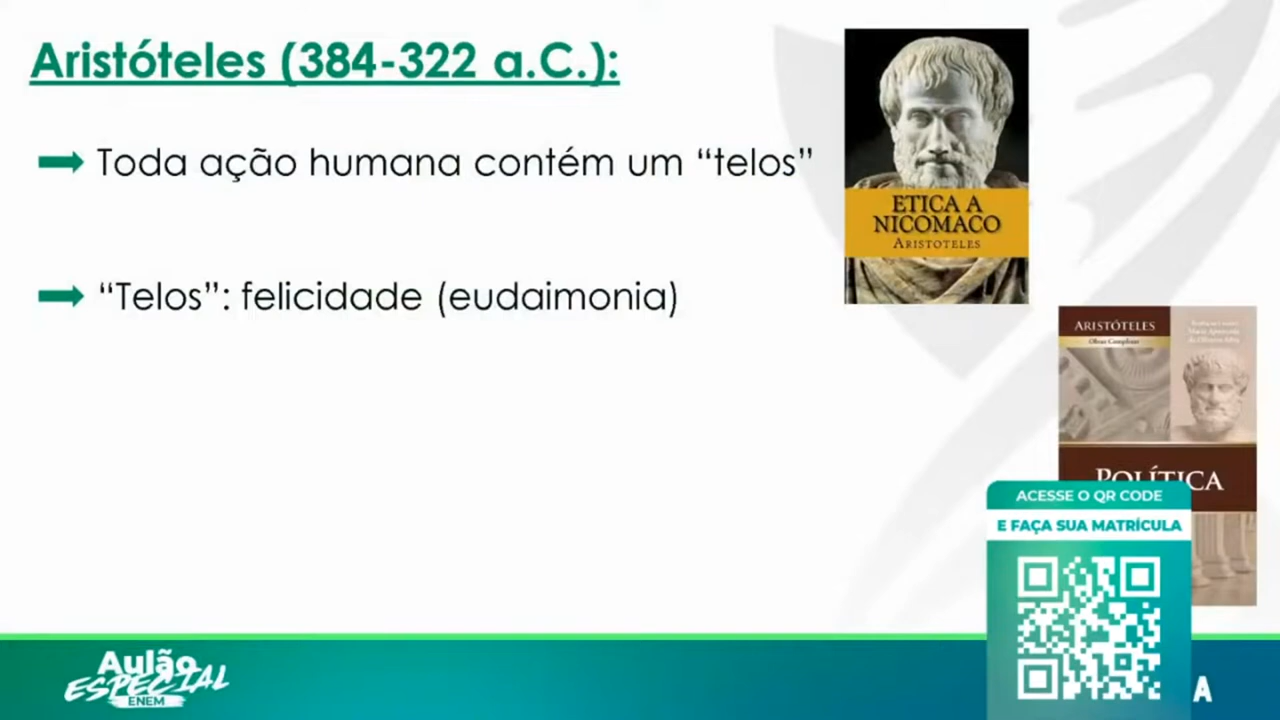 Aristóteles (384-322 a.C.):
Toda ação humana contém um “telos”
“Telos”: felicidade (eudaimonia)
ETICA A
NICOMACO
ARISTOTELES
ARISTÓTELES
Obras Completas
POLÍTICA
ACESSE O QR CODE
E FAÇA SUA MATRÍCULA
Aulão
ESPECIAL
ENEM
A